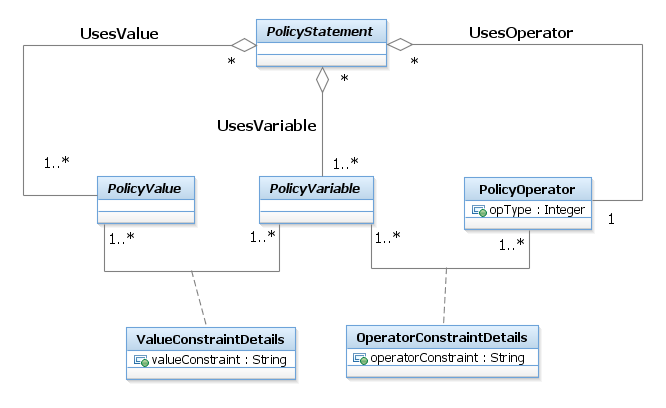 UsesValue
PolicyStatement
UsesOperator
*
*
*
UsesVariable
1..*
1..*
PolicyValue
PolicyVariable
PolicyOperator
opType : Integer
1
1..*
1..*
1..*
1..*
ValueConstraintDetails
valueConstraint : String
OperatorConstraintDetails
operatorConstraint : String